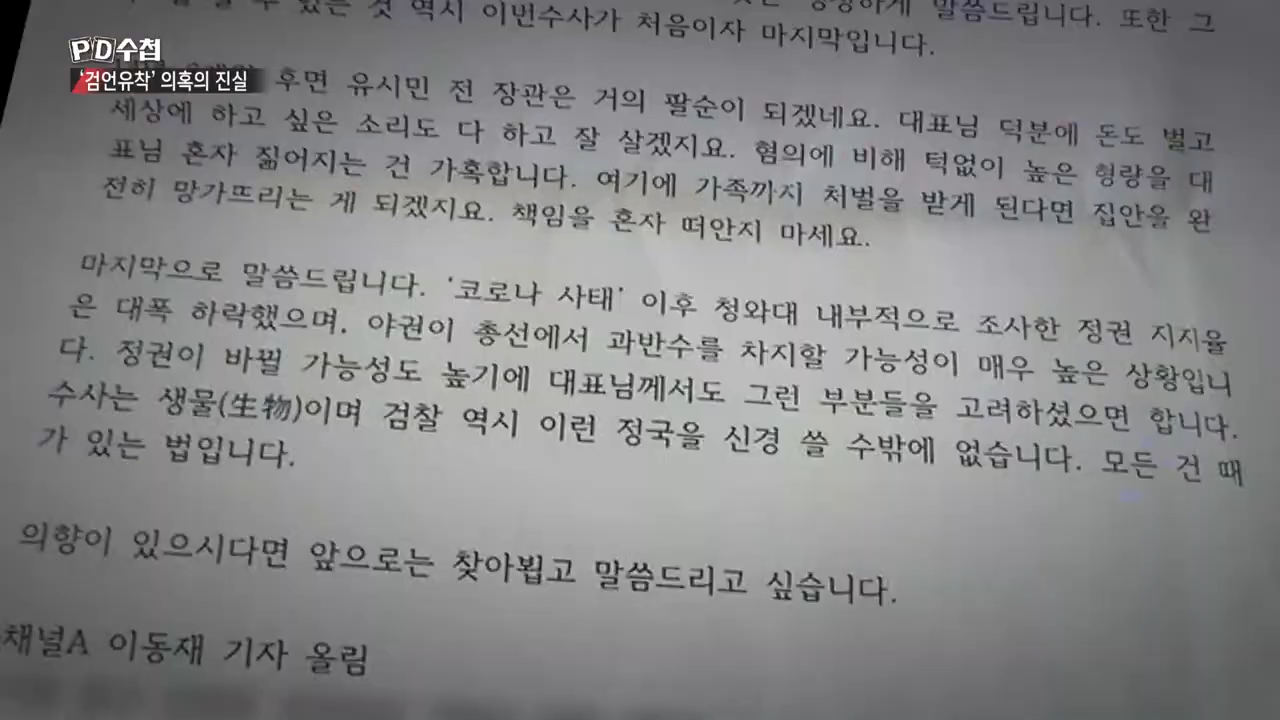 말씀드립니다. 또한 그
것 역시 이번수사가 처음이자 마지막입니다.
PD수첩
'검언유착' 의혹의 진실
후면 유시민 전 장관은 거의 팔순이 되겠네요. 대표님 덕분에 돈도 벌고
세상에 하고 싶은 소리도 다 하고 잘 살겠지요. 혐의에 비해 턱없이 높은 형량을 대
표님 혼자 짊어지는 건 가혹합니다. 여기에 가족까지 처벌을 받게 된다면 집안을 완
전히 망가뜨리는 게 되겠지요. 책임을 혼자 떠안지 마세요.
마지막으로 말씀드립니다. '코로나 사태' 이후 청와대 내부적으로 조사한 정권 지지율
은 대폭 하락했으며, 야권이 총선에서 과반수를 차지할 가능성이 매우 높은 상황입니
다. 정권이 바뀔 가능성도 높기에 대표님께서도 그런 부분들을 고려하셨으면 합니다.
수사는 생물(生物)이며 검찰 역시 이런 정국을 신경 쓸 수밖에 없습니다. 모든 건 때
가 있는 법입니다.
의향이 있으시다면 앞으로는 찾아뵙고 말씀드리고 싶습니다.
채널A 이동재 기자 올림